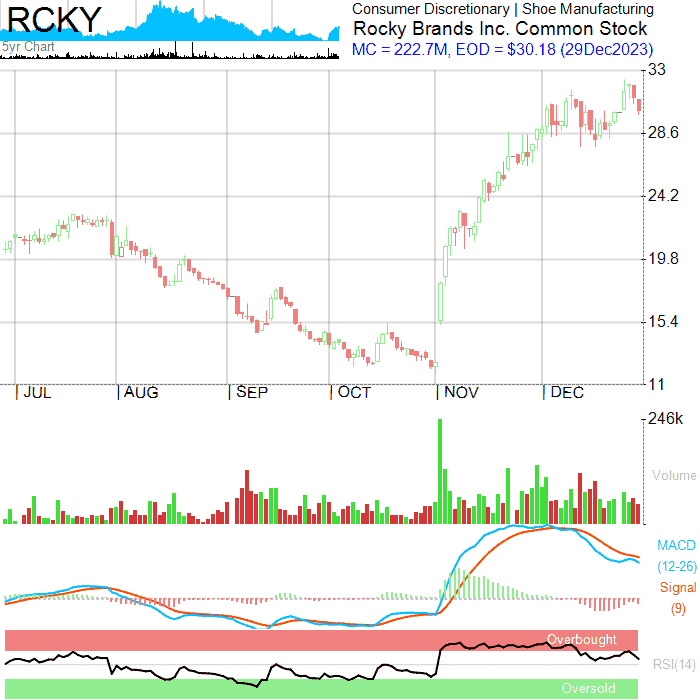 RCKY
5yr Chart
Consumer Discretionary | Shoe Manufacturing
Rocky Brands Inc. Common Stock
MC = 222.7M, EOD = $30.18 (29Dec2023)
33
28.6
24.2
19.8
15.4
11
| JUL | AUG | SEP | OCT | NOV | DEC
246k
Volume
MACD
(12-26)
Signal
(9)
Overbought
RSI(14)
Oversold